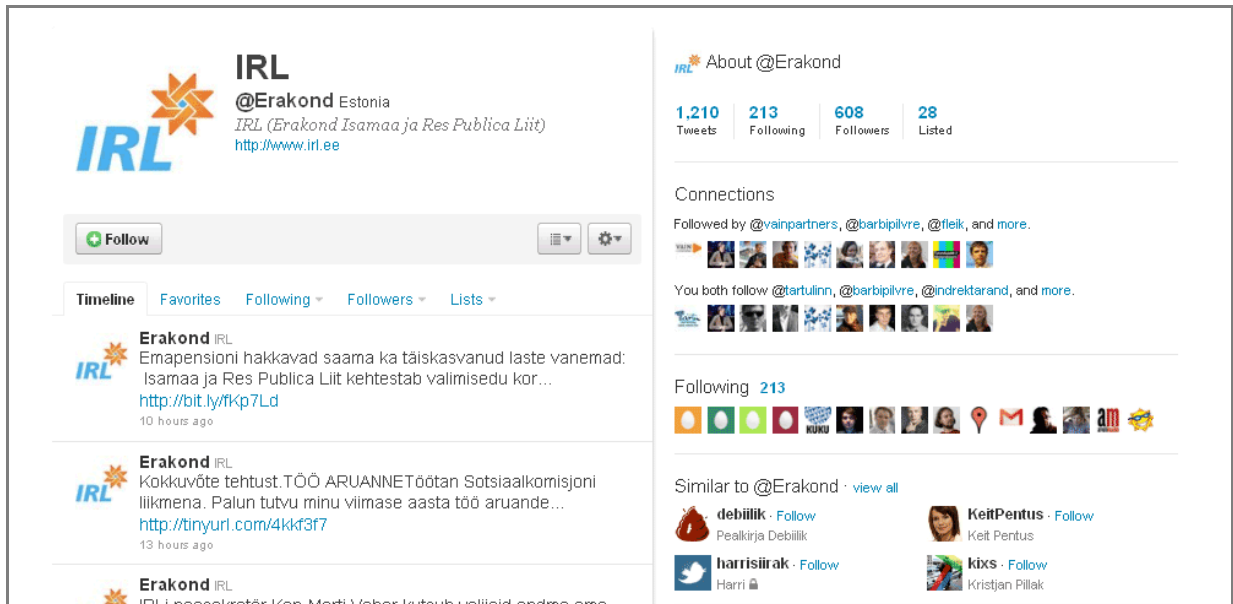 IRL
IRL
@Erakond Estonia
IRL (Erakond Isamaa ja Res Publica Liit)
http://www.irl.ee
Follow
Timeline Favorites Following Followers Lists
IRL
Erakond IRL
Emapensioni hakkavad saama ka täiskasvanud laste vanemad:
Isamaa ja Res Publica Liit kehtestab valimisedu kor...
http://bit.ly/fKp7Ld
10 hours ago
IRL
Erakond IRL
Kokkuvõte tehtust.TÖÖ ARUANNETöötan Sotsiaalkomisjoni
liikmena. Palun tutvu minu viimase aasta töö aruande...
http://tinyurl.com/4kkf3f7
13 hours ago
Erakond IRL
IRL About @Erakond
1,210 213 608 28
Tweets Following Followers Listed
Connections
Followed by @vainpartners, @barbipilvre, @fleik, and more.
You both follow @tartulinn, @barbipilvre, @indrektarand, and more.
Following 213
KUKU
am
Similar to @Erakond · view all
debiilik · Follow
Pealkirja Debiilik
KeitPentus · Follow
Keit Pentus
harrisiirak · Follow
Harri
kixs · Follow
Kristjan Pillak